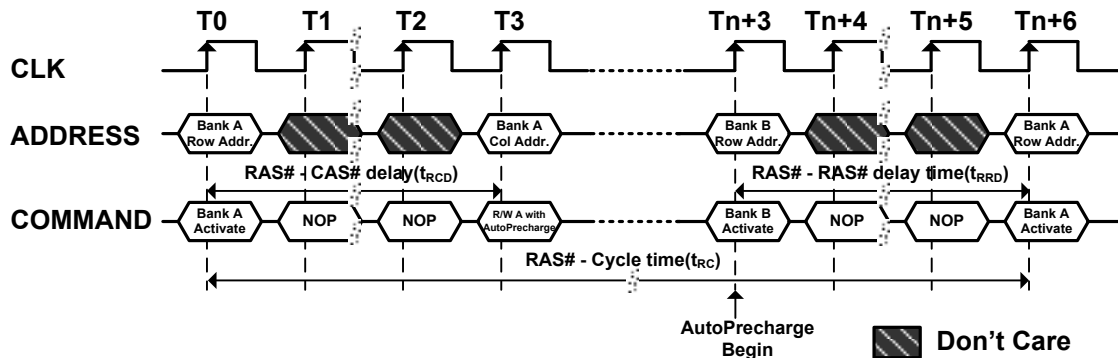 T0 T1 T2 T3 Tn+3 Tn+4 Tn+5 Tn+6
CLK
ADDRESS
Bank A
Row Addr.
Bank A
Col Addr.
Bank B
Row Addr.
Bank A
Row Addr.
RAS# - CAS# delay(tRCD)
RAS# - RAS# delay time(tRRD)
COMMAND
Bank A
Activate
NOP
NOP
R/W A with
AutoPrecharge
Bank B
Activate
NOP
NOP
Bank A
Activate
RAS# - Cycle time(tRC)
AutoPrecharge
Begin
Don't Care